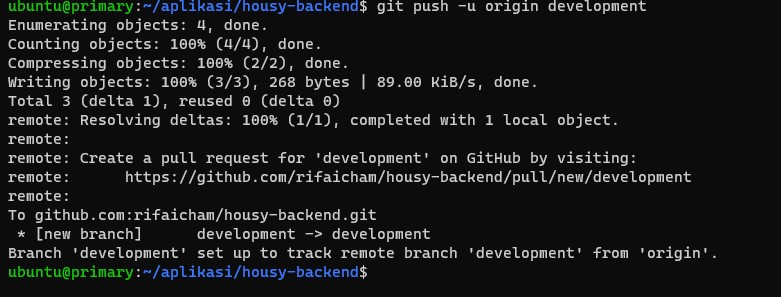 ubuntu@primary:~/aplikasi/housy-backend$ git push -u origin development
Enumerating objects: 4, done.
Counting objects: 100% (4/4), done.
Compressing objects: 100% (2/2), done.
Writing objects: 100% (3/3), 268 bytes | 89.00 KiB/s, done.
Total 3 (delta 1), reused 0 (delta 0)
remote: Resolving deltas: 100% (1/1), completed with 1 local object.
remote:
remote: Create a pull request for 'development' on GitHub by visiting:
remote:      https://github.com/rifaicham/housy-backend/pull/new/development
remote:
To github.com:rifaicham/housy-backend.git
 * [new branch]      development -> development
Branch 'development' set up to track remote branch 'development' from 'origin'.
ubuntu@primary:~/aplikasi/housy-backend$